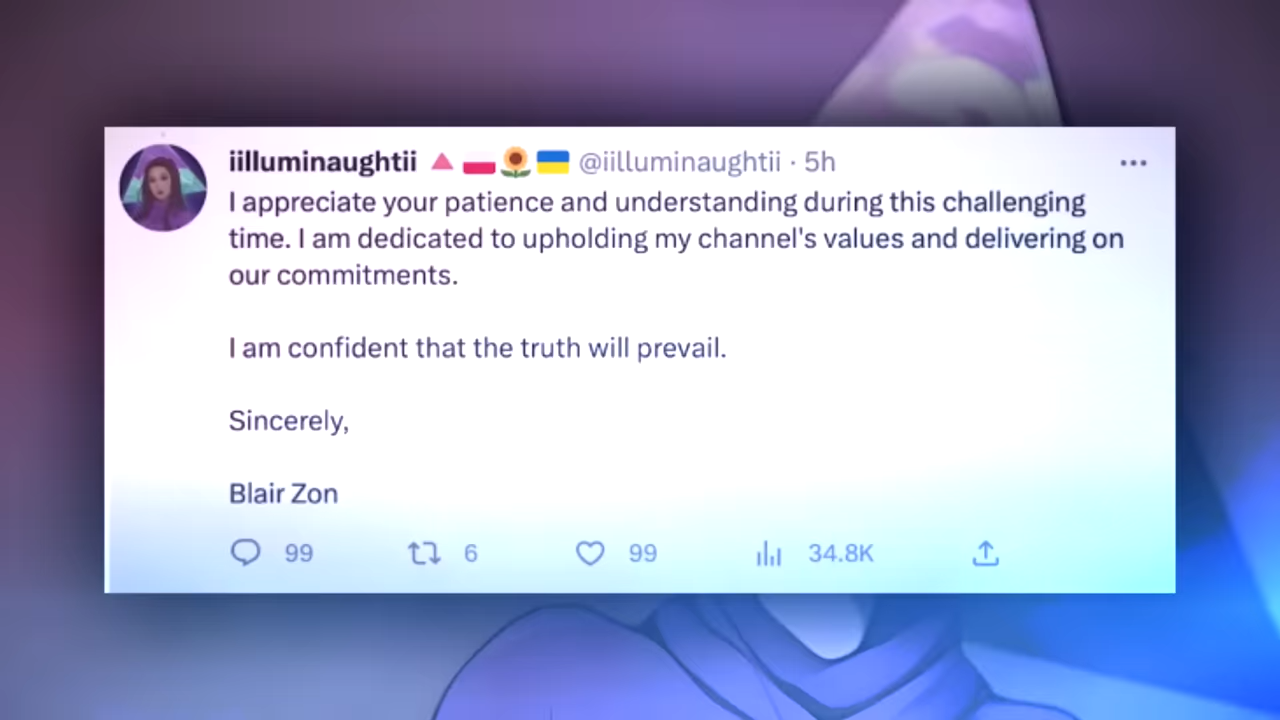 iilluminaughtii 🔺🇵🇱🌻🇺🇦 @iilluminaughtii · 5h
I appreciate your patience and understanding during this challenging
time. I am dedicated to upholding my channel's values and delivering on
our commitments.
I am confident that the truth will prevail.
Sincerely,
Blair Zon
99 6 99 34.8K